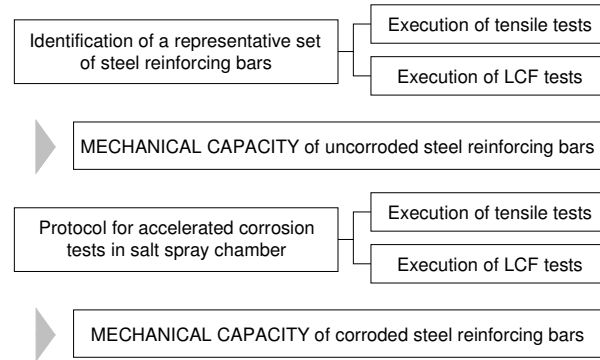 Identification of a representative set
of steel reinforcing bars
Execution of tensile tests
Execution of LCF tests
MECHANICAL CAPACITY of uncorroded steel reinforcing bars
Protocol for accelerated corrosion
tests in salt spray chamber
Execution of tensile tests
Execution of LCF tests
MECHANICAL CAPACITY of corroded steel reinforcing bars